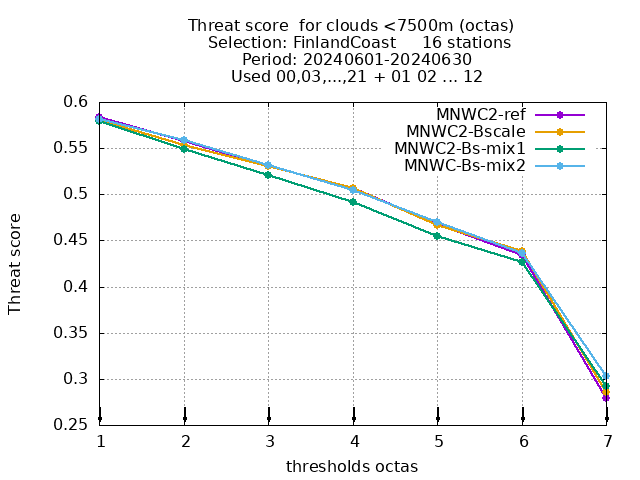 Threat score  for clouds <7500m (octas)
Selection: FinlandCoast     16 stations
Period: 20240601-20240630
Used 00,03,...,21 + 01 02 ... 12
MNWC2-ref
MNWC2-Bscale
MNWC2-Bs-mix1
MNWC-Bs-mix2
0.6
0.55
0.5
0.45
0.4
0.35
0.3
0.25
Threat score
1 2 3 4 5 6 7
thresholds octas